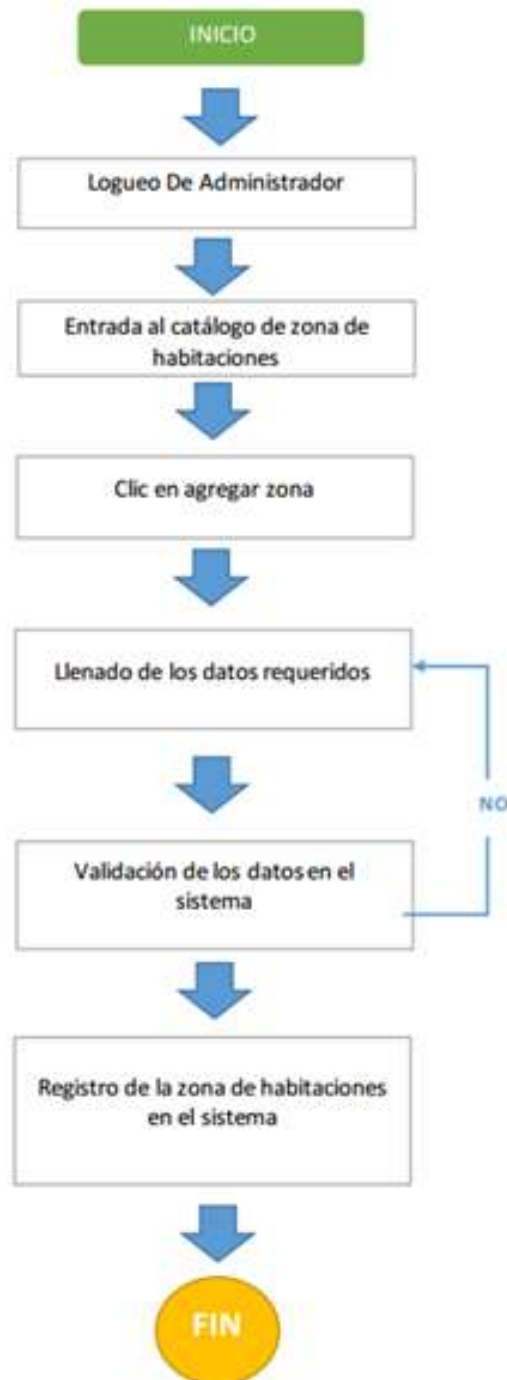 INICIO
Logueo De Administrador
Entrada al catálogo de zona de
habitaciones
Clic en agregar zona
Llenado de los datos requeridos
NO
Validación de los datos en el
sistema
Registro de la zona de habitaciones
en el sistema
FIN